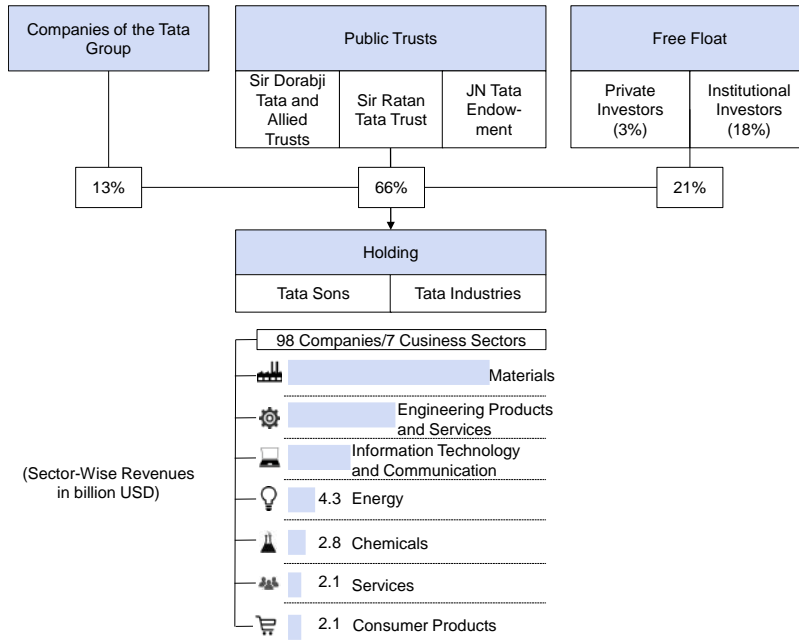 Companies of the Tata
Group
Public Trusts
Free Float
Sir Dorabji
Tata and
Allied
Trusts
Sir Ratan
Tata Trust
JN Tata
Endow-
ment
Private
Investors
(3%)
Institutional
Investors
(18%)
13%
66%
21%
Holding
Tata Sons
Tata Industries
98 Companies/7 Cusiness Sectors
Materials
Engineering Products
and Services
Information Technology
and Communication
(Sector-Wise Revenues
in billion USD)
4.3 Energy
2.8 Chemicals
2.1 Services
2.1 Consumer Products